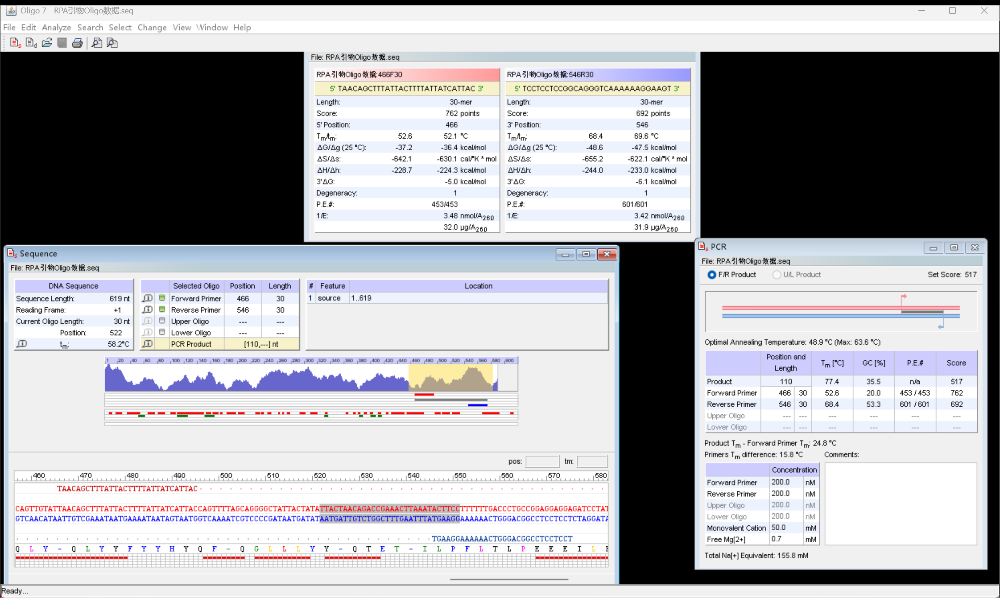 Oligo 7 - RPA引物Oligo数据.seq
File Edit Analyze Search Select Change View Window Help
File: RPA引物Oligo数据.seq
RPA引物Oligo数据:466F30
5' TAACAGCTTTATTACTTTTATTATCATTAC 3'
Length: 30-mer
Score: 762 points
5' Position: 466
Tm/tm: 52.6 52.1 °C
ΔG/Δg (25 °C): -37.2 -36.4 kcal/mol
ΔS/Δs: -642.1 -630.1 cal/°K * mol
ΔH/Δh: -228.7 -224.3 kcal/mol
3'ΔG: -5.0 kcal/mol
Degeneracy: 1
P.E.#: 453/453
1/E: 3.48 nmol/A260
32.0 µg/A260
RPA引物Oligo数据:546R30
5' TCCTCCTCCGGCAGGGTCAAAAAAGGAAGT 3'
Length: 30-mer
Score: 692 points
3' Position: 546
Tm/tm: 68.4 69.6 °C
ΔG/Δg (25 °C): -48.6 -47.5 kcal/mol
ΔS/Δs: -655.2 -622.1 cal/°K * mol
ΔH/Δh: -244.0 -233.0 kcal/mol
3'ΔG: -6.1 kcal/mol
Degeneracy: 1
P.E.#: 601/601
1/E: 3.42 nmol/A260
31.9 µg/A260
Sequence
File: RPA引物Oligo数据.seq
DNA Sequence
Sequence Length: 619 nt
Reading Frame: +1
Current Oligo Length: 30 nt
Position: 522
tm: 58.2°C
Selected Oligo Position Length
Forward Primer 466 30
Reverse Primer 546 30
Upper Oligo --- ---
Lower Oligo --- ---
PCR Product [110,---] nt
# Feature Location
1 source 1..619
1 20 40 60 80 100 120 140 160 180 200 220 240 260 280 300 320 340 360 380 400 420 440 460 480 500 520 540 560 580 600
pos: tm:
460 470 480 490 500 510 520 530 540 550 560 570 580
TAACAGCTTTATTACTTTTATTATCATTAC
CAGTTGTATTAACAGCTTTATTACTTTTATTATCATTACCAGTTTTAGCAGGGGCTATTACTATATTACTAACAGACCGAAACTTAAATACTTCCTTTTTTGACCCTGCCGGAGGAGGAGATCCTAT
GTCAACATAATTGTCGAAATAATGAAAATAATAGTAATGGTCAAAATCGTCCCCGATAATGATATAATGATTGTCTGGCTTTGAATTTATGAAGGAAAAAACTGGGACGGCCTCCTCCTCTAGGATA
TGAAGGAAAAAACTGGGACGGCCTCCTCCT
Q L Y - Q L Y Y F Y Y H Y Q F - Q G L L L Y Y - Q T E T - I L P F L T L P E E E I L
PCR
File: RPA引物Oligo数据.seq
F/R Product U/L Product Set Score: 517
Optimal Annealing Temperature: 48.9 °C (Max: 63.6 °C)
Position and Length Tm [°C] GC [%] P.E.# Score
Product 110 77.4 35.5 n/a 517
Forward Primer 466 30 52.6 20.0 453 / 453 762
Reverse Primer 546 30 68.4 53.3 601 / 601 692
Upper Oligo --- --- --- --- --- ---
Lower Oligo --- --- --- --- --- ---
Product Tm - Forward Primer Tm: 24.8 °C
Primers Tm difference: 15.8 °C Comments:
Concentration
Forward Primer 200.0 nM
Reverse Primer 200.0 nM
Upper Oligo 200.0 nM
Lower Oligo 200.0 nM
Monovalent Cation 50.0 mM
Free Mg[2+] 0.7 mM
Total Na[+] Equivalent: 155.8 mM
Ready...